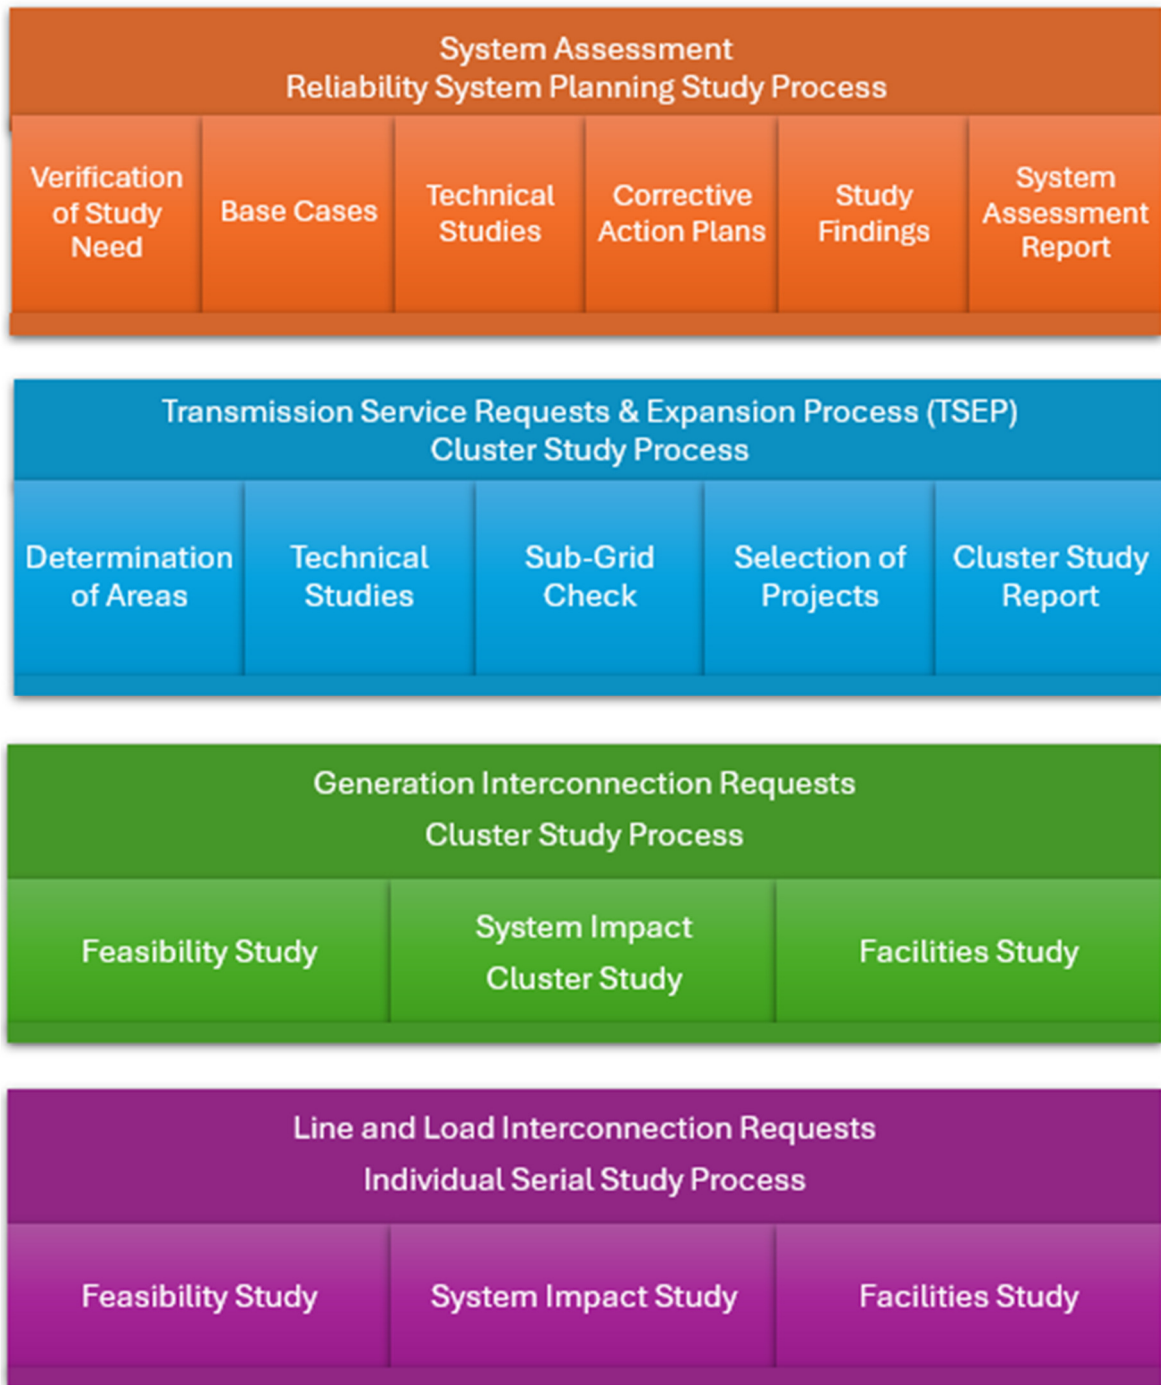 System Assessment
Reliability System Planning Study Process
Verification
of Study
Need
Base Cases
Technical
Studies
Corrective
Action Plans
Study
Findings
System
Assessment
Report
Transmission Service Requests & Expansion Process (TSEP)
Cluster Study Process
Determination
of Areas
Technical
Studies
Sub-Grid
Check
Selection of
Projects
Cluster Study
Report
Generation Interconnection Requests
Cluster Study Process
Feasibility Study
System Impact
Cluster Study
Facilities Study
Line and Load Interconnection Requests
Individual Serial Study Process
Feasibility Study
System Impact Study
Facilities Study